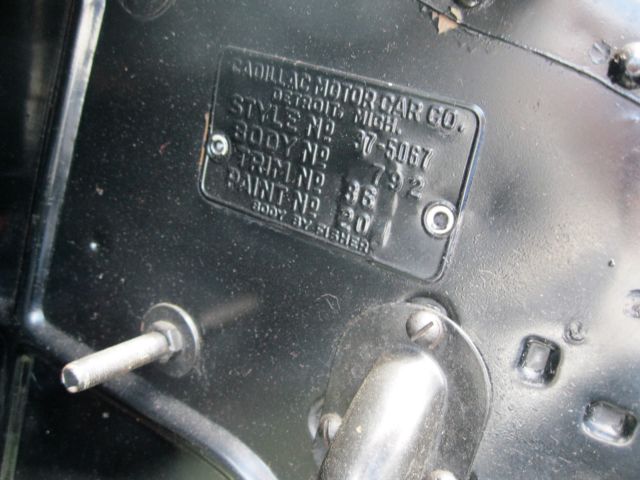 CADILLAC MOTOR CAR CO.
DETROIT, MICH.
STYLE No 37-5067
BODY No 792
TRIM No 36
PAINT No 20
BODY BY FISHER